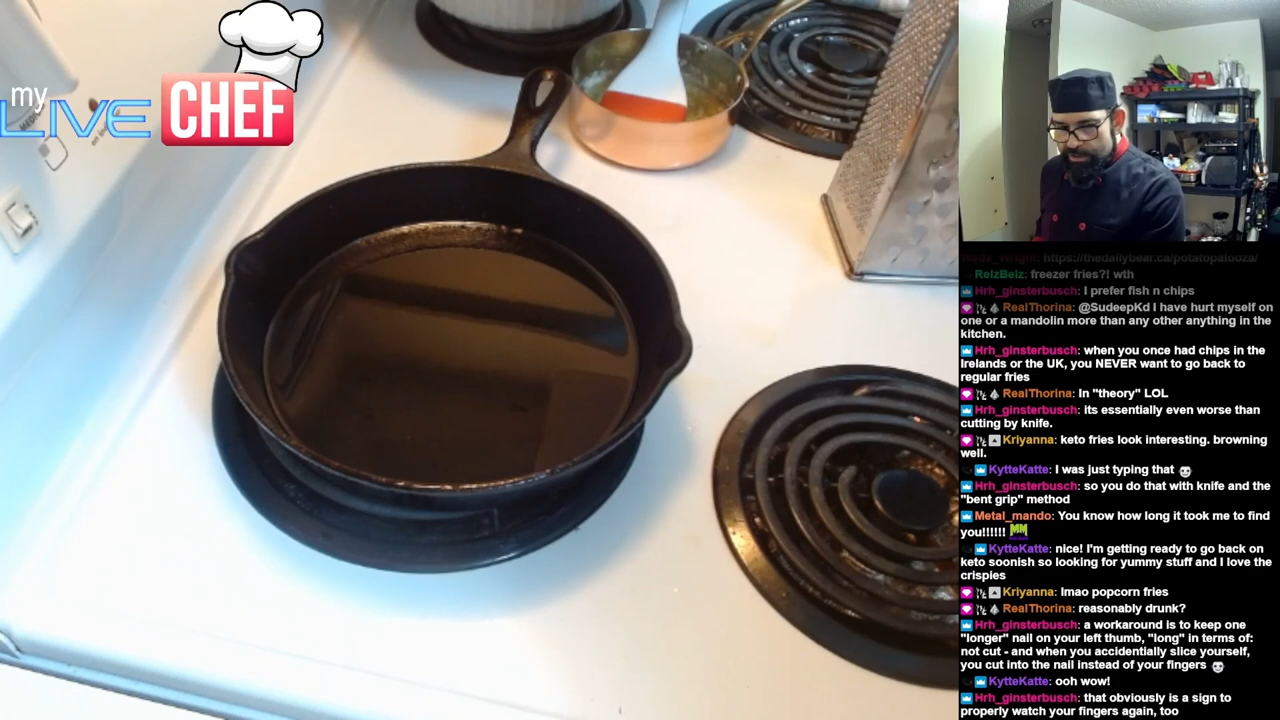 my
LIVE CHEF
https://thedailybear.ca/potatopalooza/
RelzBelz: freezer fries?! wth
Hrh_ginsterbusch: I prefer fish n chips
RealThorina: @SudeepKd I have hurt myself on
one or a mandolin more than any other anything in the
kitchen.
Hrh_ginsterbusch: when you once had chips in the
Irelands or the UK, you NEVER want to go back to
regular fries
RealThorina: In "theory" LOL
Hrh_ginsterbusch: its essentially even worse than
cutting by knife.
Kriyanna: keto fries look interesting. browning
well.
KytteKatte: I was just typing that
Hrh_ginsterbusch: so you do that with knife and the
"bent grip" method
Metal_mando: You know how long it took me to find
you!!!!!! MM
KytteKatte: nice! I'm getting ready to go back on
keto soonish so looking for yummy stuff and I love the
crispies
Kriyanna: lmao popcorn fries
RealThorina: reasonably drunk?
Hrh_ginsterbusch: a workaround is to keep one
"longer" nail on your left thumb, "long" in terms of:
not cut - and when you accidentially slice yourself,
you cut into the nail instead of your fingers
KytteKatte: ooh wow!
Hrh_ginsterbusch: that obviously is a sign to
properly watch your fingers again, too